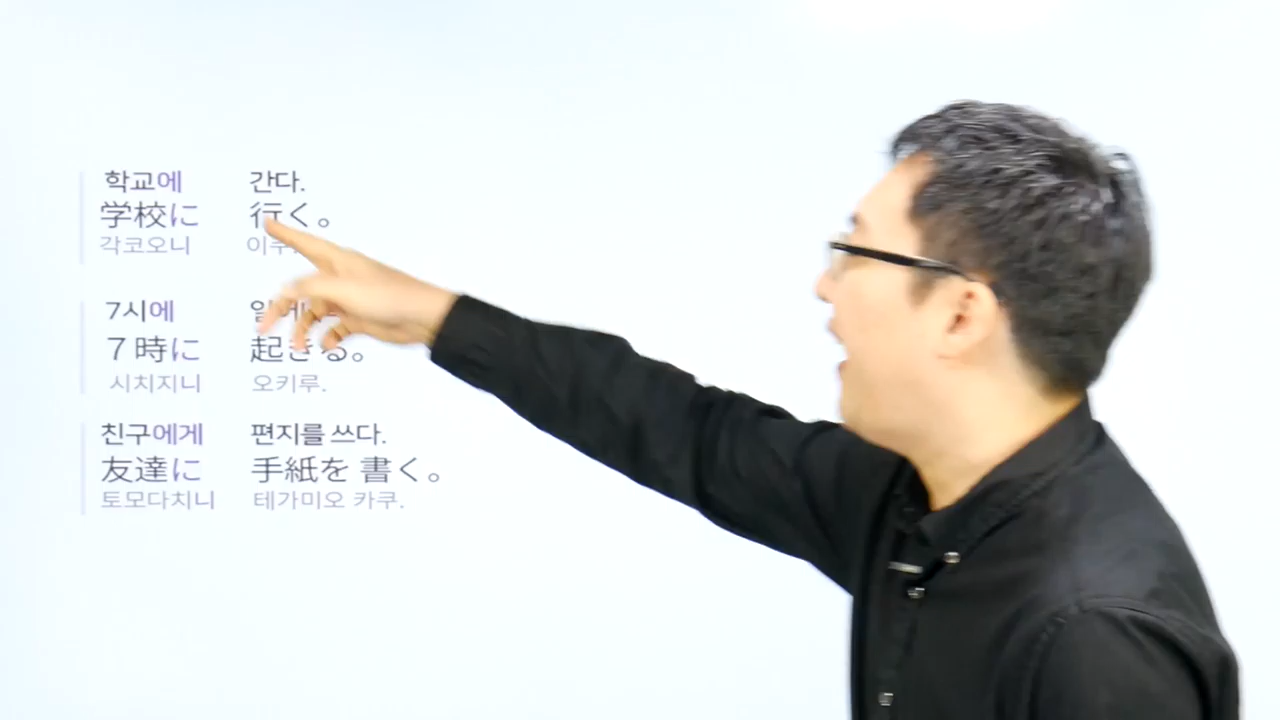 학교에 간다.
学校に 行く。
각코오니
7시에
７時に 起きる。
시치지니 오키루.
친구에게 편지를 쓰다.
友達に 手紙を 書く。
토모다치니 테가미오 카쿠.